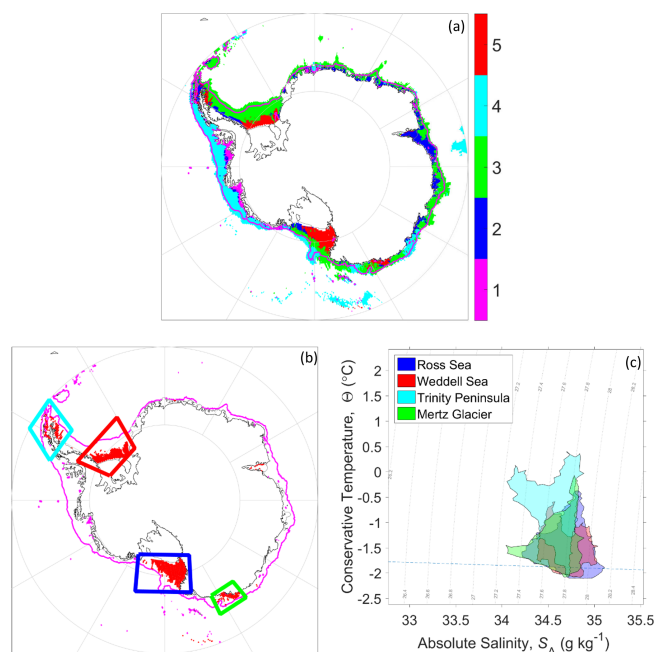 (a)
5
4
3
2
1
(b)
(c)
Ross Sea
Weddell Sea
Trinity Peninsula
Mertz Glacier
Conservative Temperature, Θ (°C)
2
1.5
1
0.5
0
-0.5
-1
-1.5
-2
-2.5
33
33.5
34
34.5
35
35.5
Absolute Salinity, S_A (g kg⁻¹)